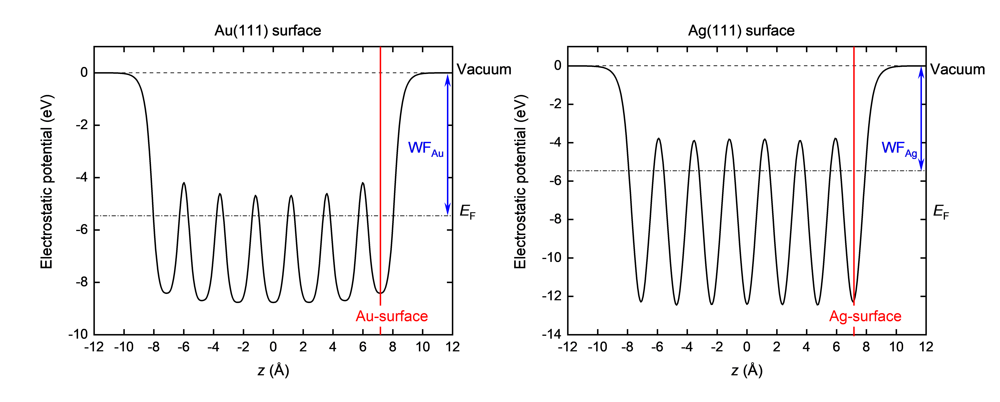 Au(111) surface
Ag(111) surface
0
-2
-4
-6
-8
-10
Electrostatic potential (eV)
Vacuum
WFAu
EF
Au-surface
-12 -10 -8 -6 -4 -2 0 2 4 6 8 10 12
z (Å)
0
-2
-4
-6
-8
-10
-12
-14
Electrostatic potential (eV)
Vacuum
WFAg
EF
Ag-surface
-12 -10 -8 -6 -4 -2 0 2 4 6 8 10 12
z (Å)